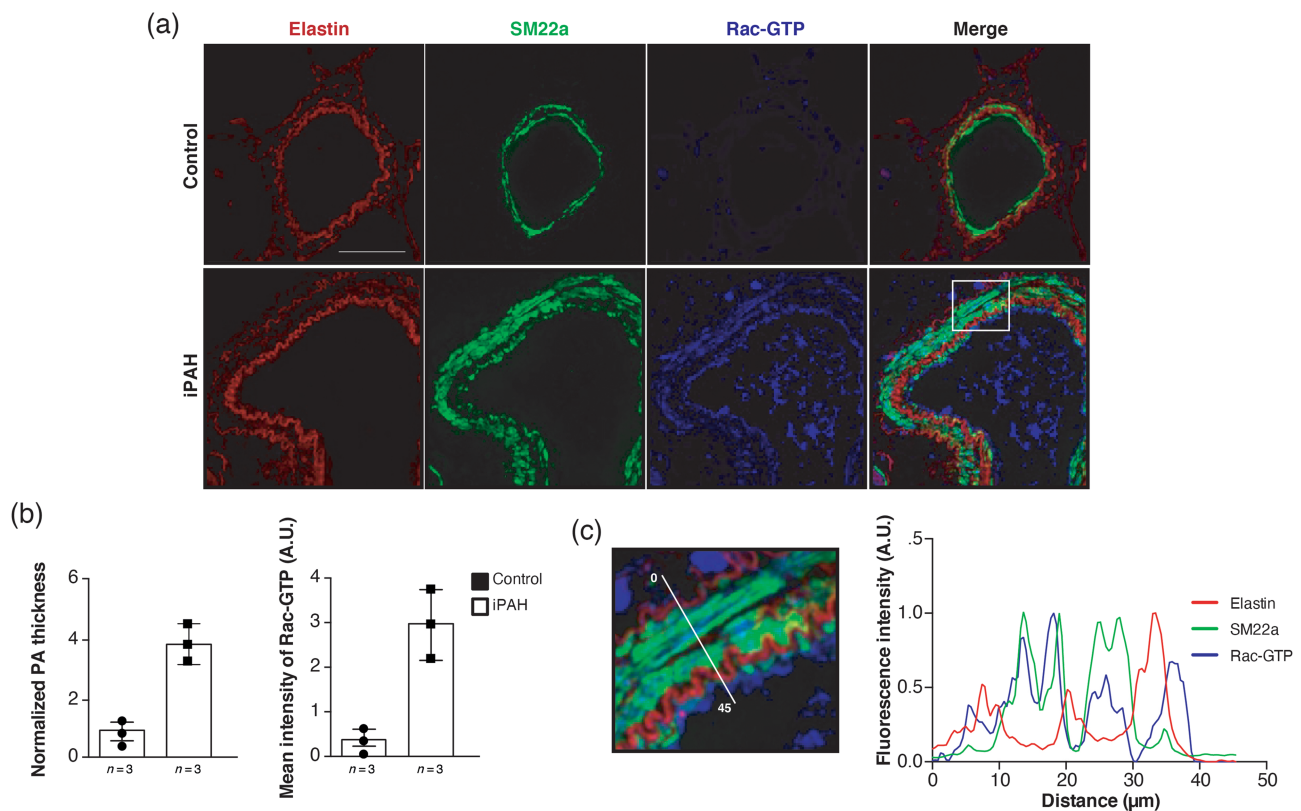 (a)
Elastin SM22a Rac-GTP Merge
Control
iPAH
(b)
Normalized PA thickness
6
4
2
0
n=3 n=3
Mean intensity of Rac-GTP (A.U.)
4
3
2
1
0
n=3 n=3
Control
iPAH
(c)
0
45
Fluorescence intensity (A.U.)
.5
1.0
0.5
0.0
0 10 20 30 40 50
Distance (μm)
Elastin
SM22a
Rac-GTP